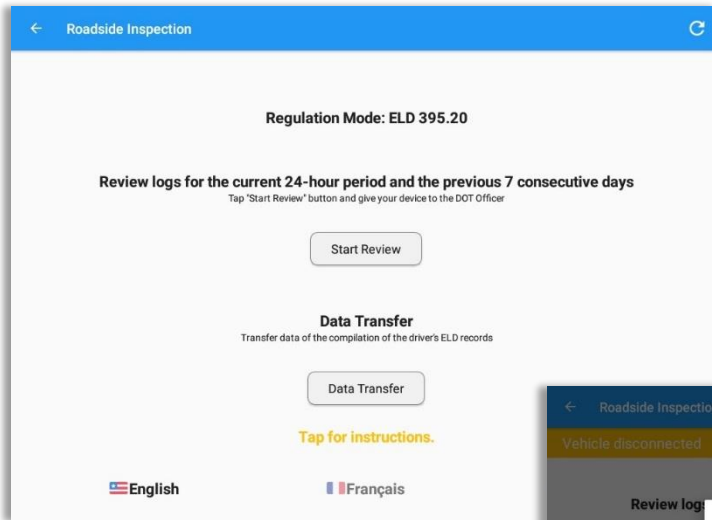 Roadside Inspection
Regulation Mode: ELD 395.20
Review logs for the current 24-hour period and the previous 7 consecutive days
Tap "Start Review" button and give your device to the DOT Officer
Start Review
Data Transfer
Transfer data of the compilation of the driver's ELD records
Data Transfer
Tap for instructions.
English Français
Roadside Inspectio
Vehicle disconnected
Review logs